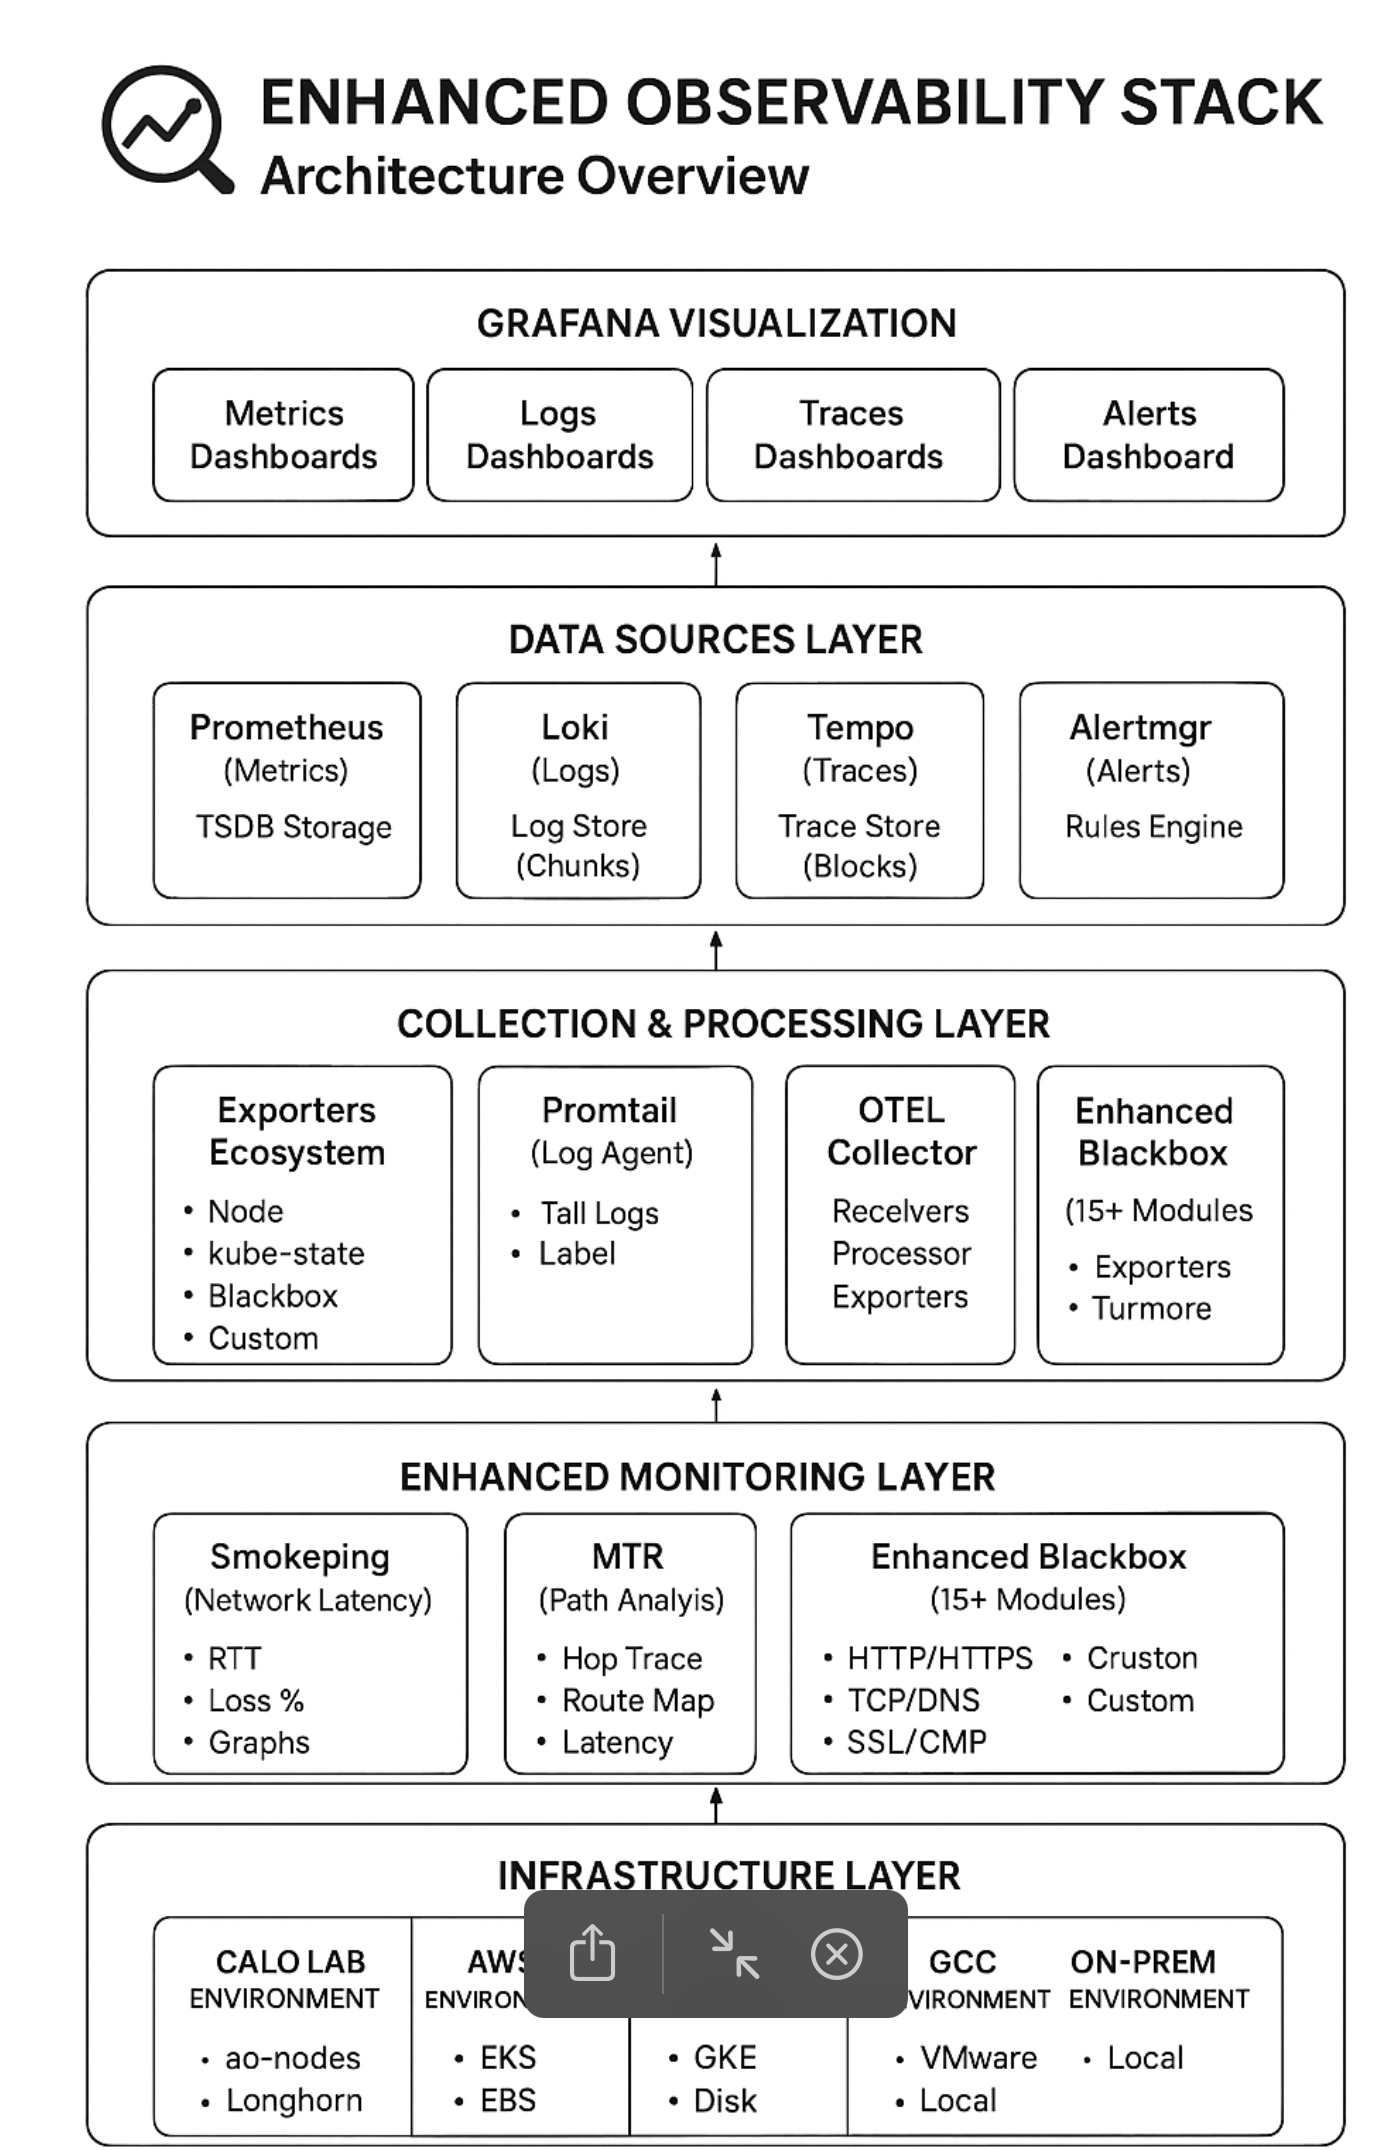 ENHANCED OBSERVABILITY STACK
Architecture Overview
GRAFANA VISUALIZATION
Metrics
Dashboards
Logs
Dashboards
Traces
Dashboards
Alerts
Dashboard
DATA SOURCES LAYER
Prometheus
(Metrics)
TSDB Storage
Loki
(Logs)
Log Store
(Chunks)
Tempo
(Traces)
Trace Store
(Blocks)
Alertmgr
(Alerts)
Rules Engine
COLLECTION & PROCESSING LAYER
Exporters
Ecosystem
• Node
• kube-state
• Blackbox
• Custom
Promtail
(Log Agent)
• Tall Logs
• Label
OTEL
Collector
Recelvers
Processor
Exporters
Enhanced
Blackbox
(15+ Modules
• Exporters
• Turmore
ENHANCED MONITORING LAYER
Smokeping
(Network Latency)
• RTT
• Loss %
• Graphs
MTR
(Path Analyis)
• Hop Trace
• Route Map
• Latency
Enhanced Blackbox
(15+ Modules)
• HTTP/HTTPS
• TCP/DNS
• SSL/CMP
• Cruston
• Custom
INFRASTRUCTURE LAYER
CALO LAB
ENVIRONMENT
• ao-nodes
• Longhorn
AWS
ENVIRON
• EKS
• EBS
• GKE
• Disk
GCC
VIRONMENT
• VMware
• Local
ON-PREM
ENVIRONMENT
• Local